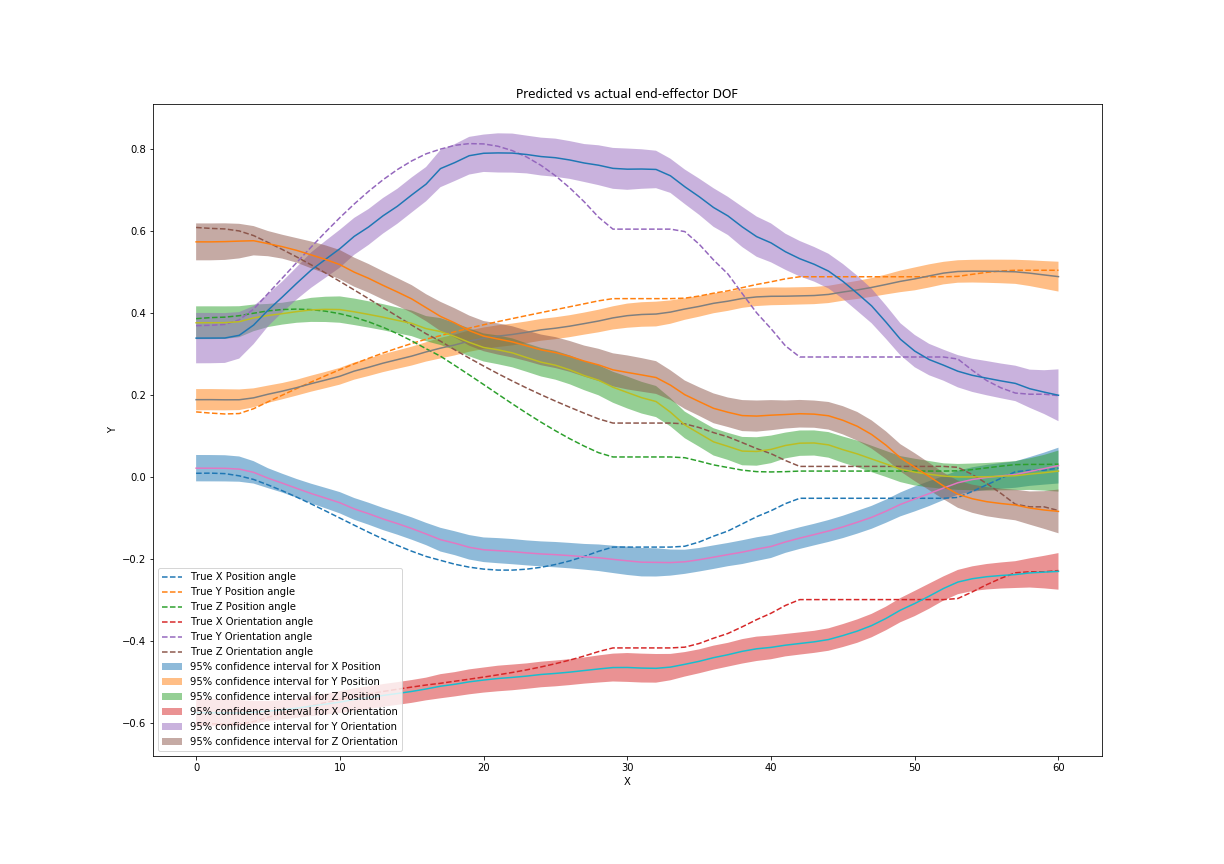 Predicted vs actual end-effector DOF
Y
0.8
0.6
0.4
0.2
0.0
−0.2
−0.4
−0.6
True X Position angle
True Y Position angle
True Z Position angle
True X Orientation angle
True Y Orientation angle
True Z Orientation angle
95% confidence interval for X Position
95% confidence interval for Y Position
95% confidence interval for Z Position
95% confidence interval for X Orientation
95% confidence interval for Y Orientation
95% confidence interval for Z Orientation
0 10 20 30 40 50 60
X